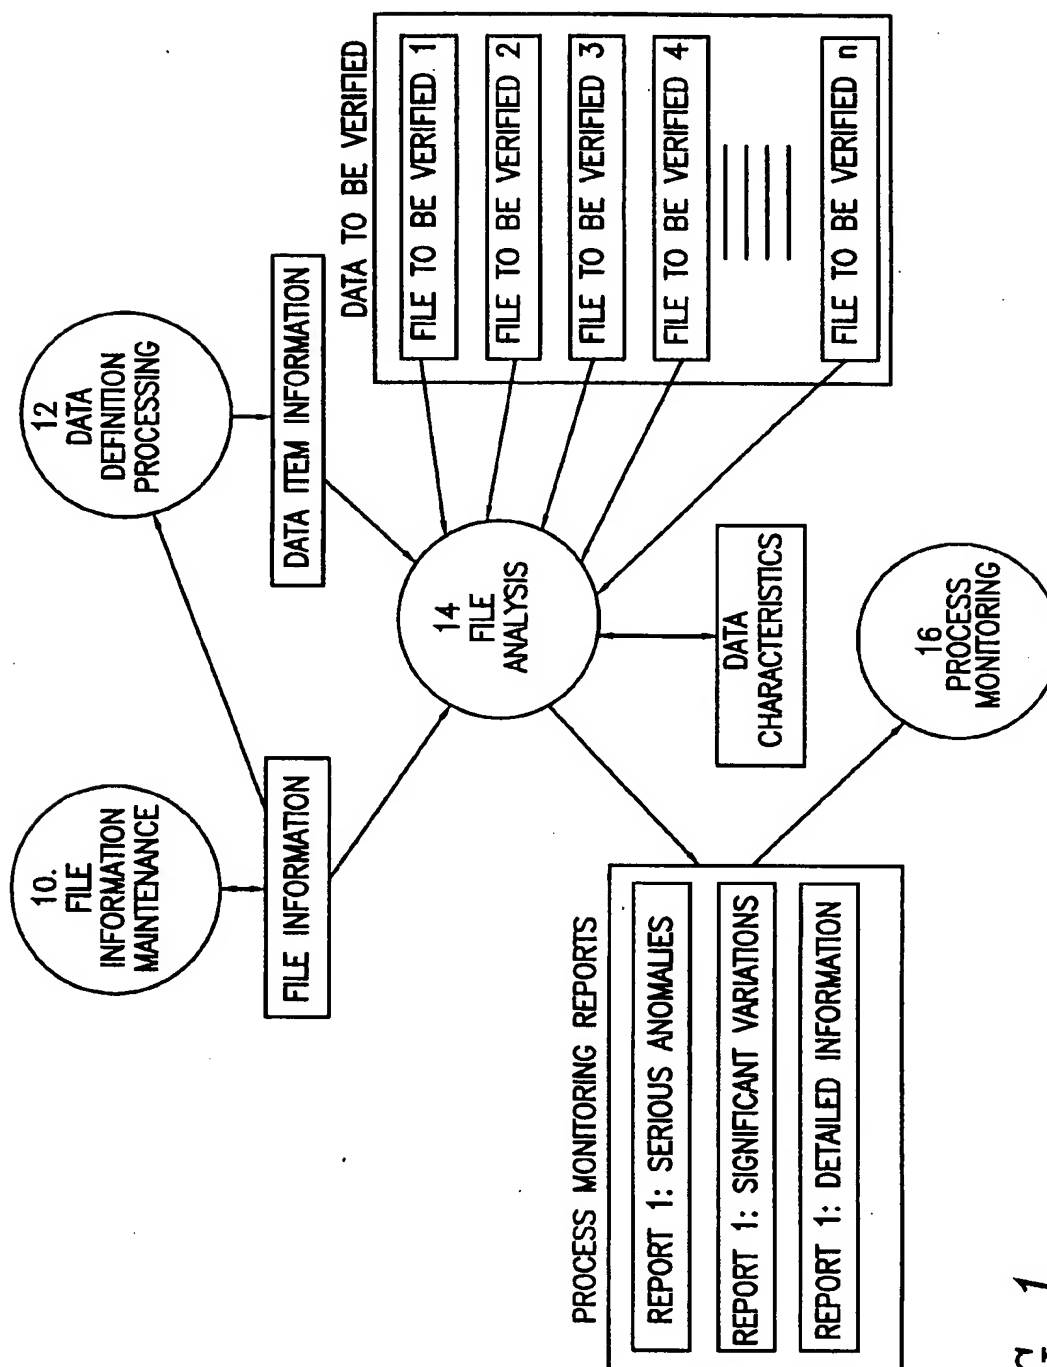 10.
FILE
INFORMATION
MAINTENANCE
12
DATA
DEFINITION
PROCESSING
FILE INFORMATION
DATA ITEM INFORMATION
DATA TO BE VERIFIED
FILE TO BE VERIFIED 1
FILE TO BE VERIFIED 2
FILE TO BE VERIFIED 3
FILE TO BE VERIFIED 4
FILE TO BE VERIFIED n
14
FILE
ANALYSIS
PROCESS MONITORING REPORTS
REPORT 1: SERIOUS ANOMALIES
REPORT 1: SIGNIFICANT VARIATIONS
REPORT 1: DETAILED INFORMATION
DATA
CHARACTERISTICS
16
PROCESS
MONITORING
1